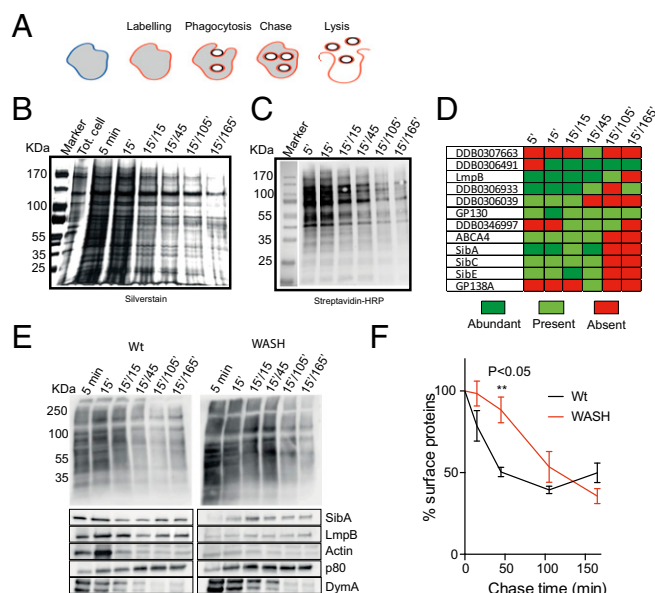 A
Labelling Phagocytosis Chase Lysis
B
KDa
Marker
Tot. cell
5 min
15'
15'/15
15'/45
15'/105'
15'/165'
170
100
55
35
25
Silverstain
C
KDa
Marker
5'
15'
15'/15
15'/45
15'/105'
15'/165'
170
100
55
35
25
Streptavidin-HRP
D
5'
15'
15'/15
15'/45
15'/105'
15'/165'
DDB0307663
DDB0306491
LmpB
DDB0306933
DDB0306039
GP130
DDB0346997
ABCA4
SibA
SibC
SibE
GP138A
Abundant Present Absent
E
Wt WASH
KDa
5 min
15'
15'/15
15'/45
15'/105'
15'/165'
5 min
15'
15'/15
15'/45
15'/105'
15'/165'
250
100
55
35
SibA
LmpB
Actin
p80
DymA
F
P<0.05
**
Wt
WASH
% surface proteins
100
50
0
0 50 100 150
Chase time (min)